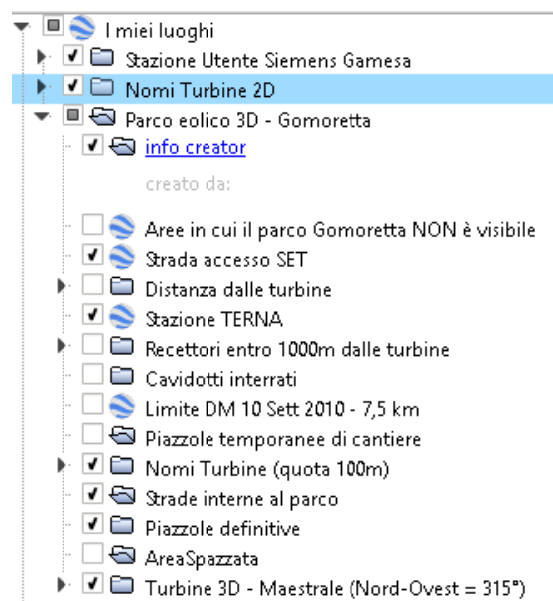 I miei luoghi
Stazione Utente Siemens Gamesa
Nomi Turbine 2D
Parco eolico 3D - Gomoretta
info creator
creato da:
Aree in cui il parco Gomoretta NON è visibile
Strada accesso SET
Distanza dalle turbine
Stazione TERNA
Recettori entro 1000m dalle turbine
Cavidotti interrati
Limite DM 10 Sett 2010 - 7,5 km
Piazzole temporanee di cantiere
Nomi Turbine (quota 100m)
Strade interne al parco
Piazzole definitive
AreaSpazzata
Turbine 3D - Maestrale (Nord-Ovest = 315°)